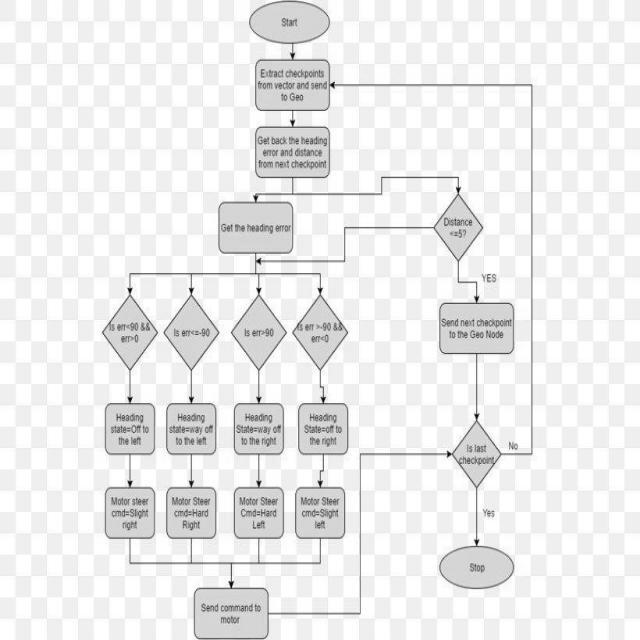 Start
Extract checkpoints
from vector and send
to Geo
Get back the heading
error and distance
from next checkpoint
Get the heading error
Distance
<=5?
YES
Send next checkpoint
to the Geo Node
Is err<90 &&
err>0
Is err<=-90
Is err>90
Is err >-90 &&
err<0
Heading
state=Off to
the left
Heading
state=way off
to the left
Heading
State=way off
to the right
Heading
State=off to
the right
Is last
checkpoint
No
Motor steer
cmd=Slight
right
Motor Steer
cmd=Hard
Right
Motor Steer
Cmd=Hard
Left
Motor Steer
cmd=Slight
left
Yes
Stop
Send command to
motor